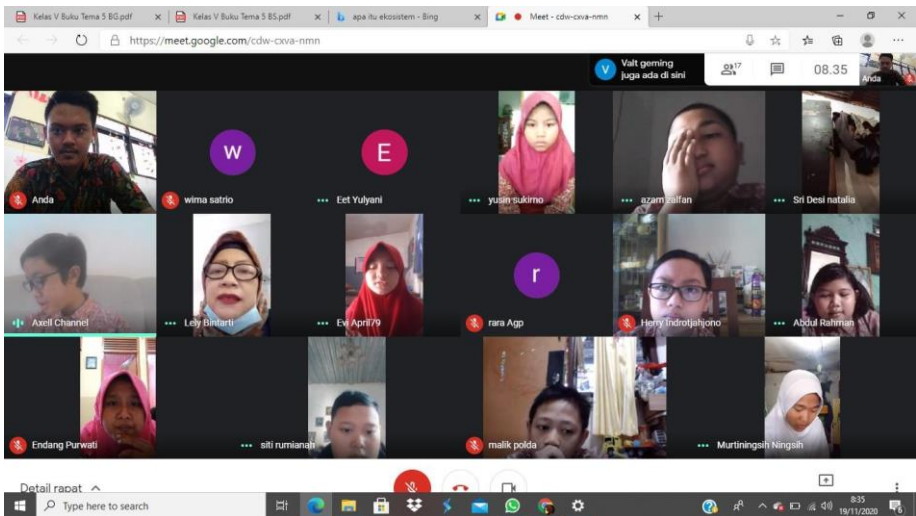 Kelas V Buku Tema 5 BG.pdf
Kelas V Buku Tema 5 BS.pdf
apa itu ekosistem - Bing
Meet - cdw-cxva-nmn
https://meet.google.com/cdw-cxva-nmn
V
Valt geming
juga ada di sini
17
08.35
Anda
Anda
W
wima satrio
E
Eet Yulyani
yusin sukirno
azam zalfan
Sri Desi natalia
Axell Channel
Lely Bintarti
Evi April79
r
rara Agp
Herry Indrotjahjono
Abdul Rahman
Endang Purwati
siti rumianah
malik polda
Murtiningsih Ningsih
Detail rapat
Type here to search
8:35
19/11/2020